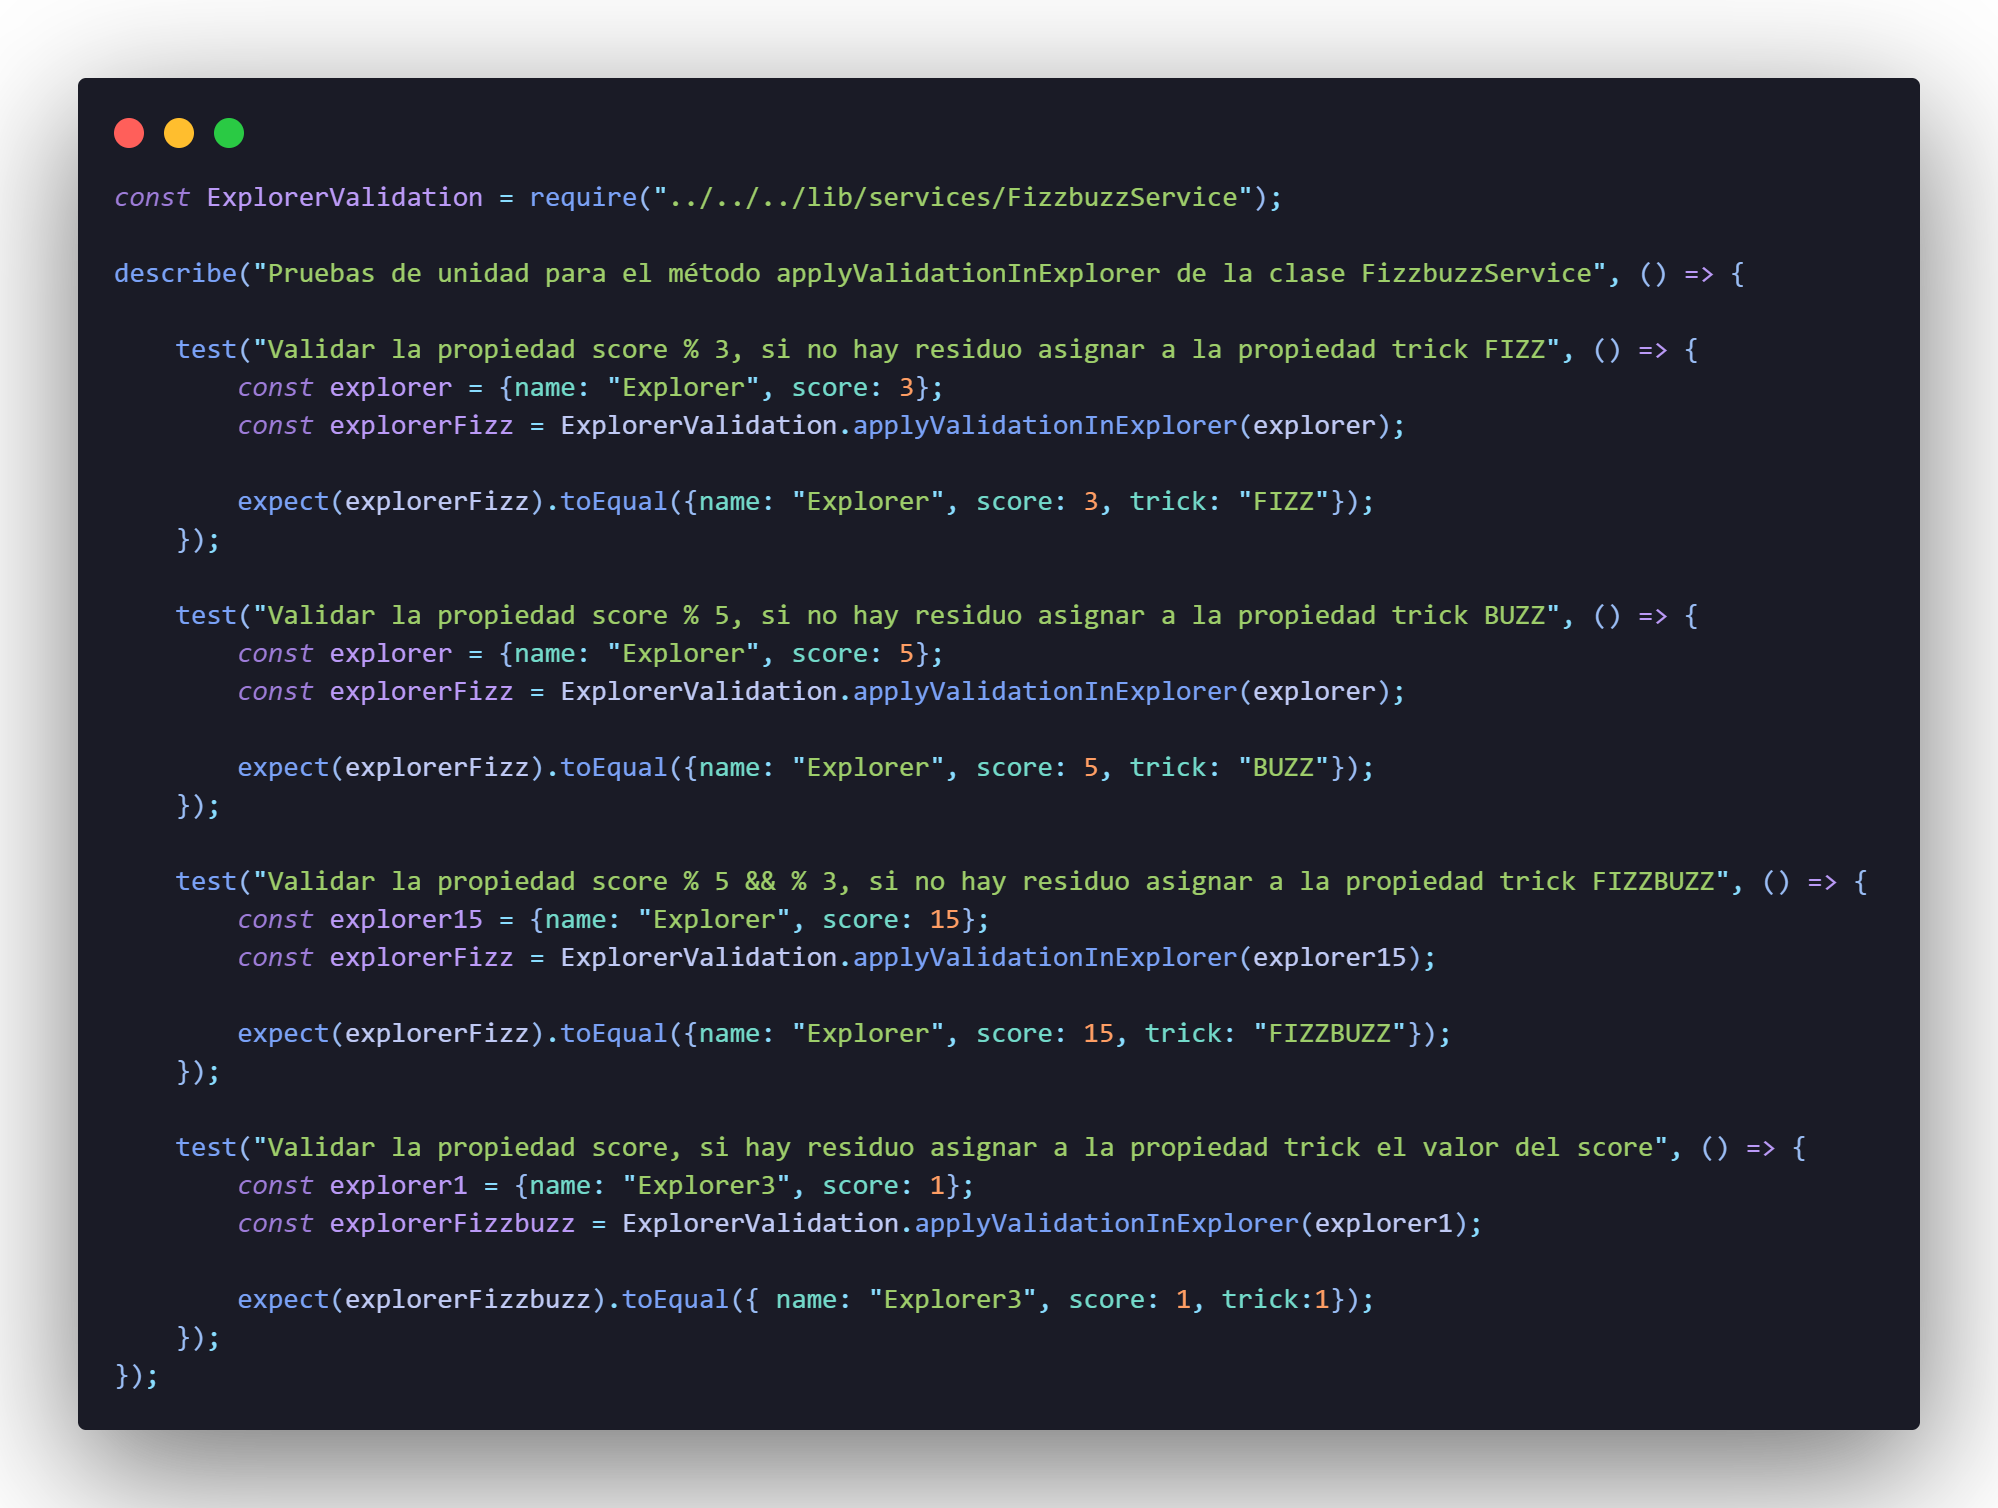 const ExplorerValidation = require("../../../lib/services/FizzbuzzService");
describe("Pruebas de unidad para el método applyValidationInExplorer de la clase FizzbuzzService", () => {
test("Validar la propiedad score % 3, si no hay residuo asignar a la propiedad trick FIZZ", () => {
const explorer = {name: "Explorer", score: 3};
const explorerFizz = ExplorerValidation.applyValidationInExplorer(explorer);
expect(explorerFizz).toEqual({name: "Explorer", score: 3, trick: "FIZZ"});
});
test("Validar la propiedad score % 5, si no hay residuo asignar a la propiedad trick BUZZ", () => {
const explorer = {name: "Explorer", score: 5};
const explorerFizz = ExplorerValidation.applyValidationInExplorer(explorer);
expect(explorerFizz).toEqual({name: "Explorer", score: 5, trick: "BUZZ"});
});
test("Validar la propiedad score % 5 && % 3, si no hay residuo asignar a la propiedad trick FIZZBUZZ", () => {
const explorer15 = {name: "Explorer", score: 15};
const explorerFizz = ExplorerValidation.applyValidationInExplorer(explorer15);
expect(explorerFizz).toEqual({name: "Explorer", score: 15, trick: "FIZZBUZZ"});
});
test("Validar la propiedad score, si hay residuo asignar a la propiedad trick el valor del score", () => {
const explorer1 = {name: "Explorer3", score: 1};
const explorerFizzbuzz = ExplorerValidation.applyValidationInExplorer(explorer1);
expect(explorerFizzbuzz).toEqual({ name: "Explorer3", score: 1, trick:1});
});
});